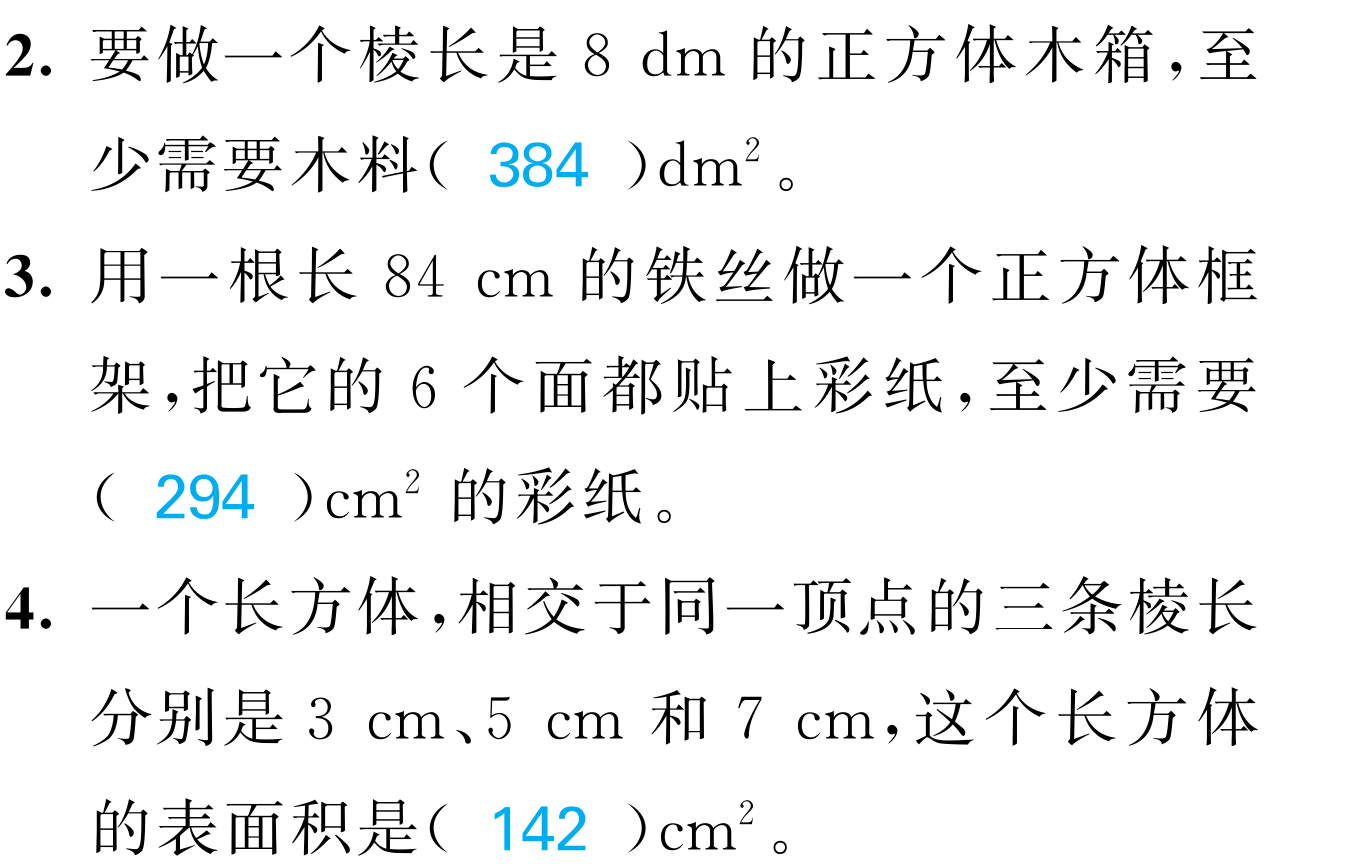 2. 要做一个棱长是 8 dm 的正方体木箱,至
少需要木料( 384 )dm²。
3. 用一根长 84 cm 的铁丝做一个正方体框
架,把它的 6 个面都贴上彩纸,至少需要
( 294 )cm² 的彩纸。
4. 一个长方体,相交于同一顶点的三条棱长
分别是 3 cm、5 cm 和 7 cm,这个长方体
的表面积是( 142 )cm²。